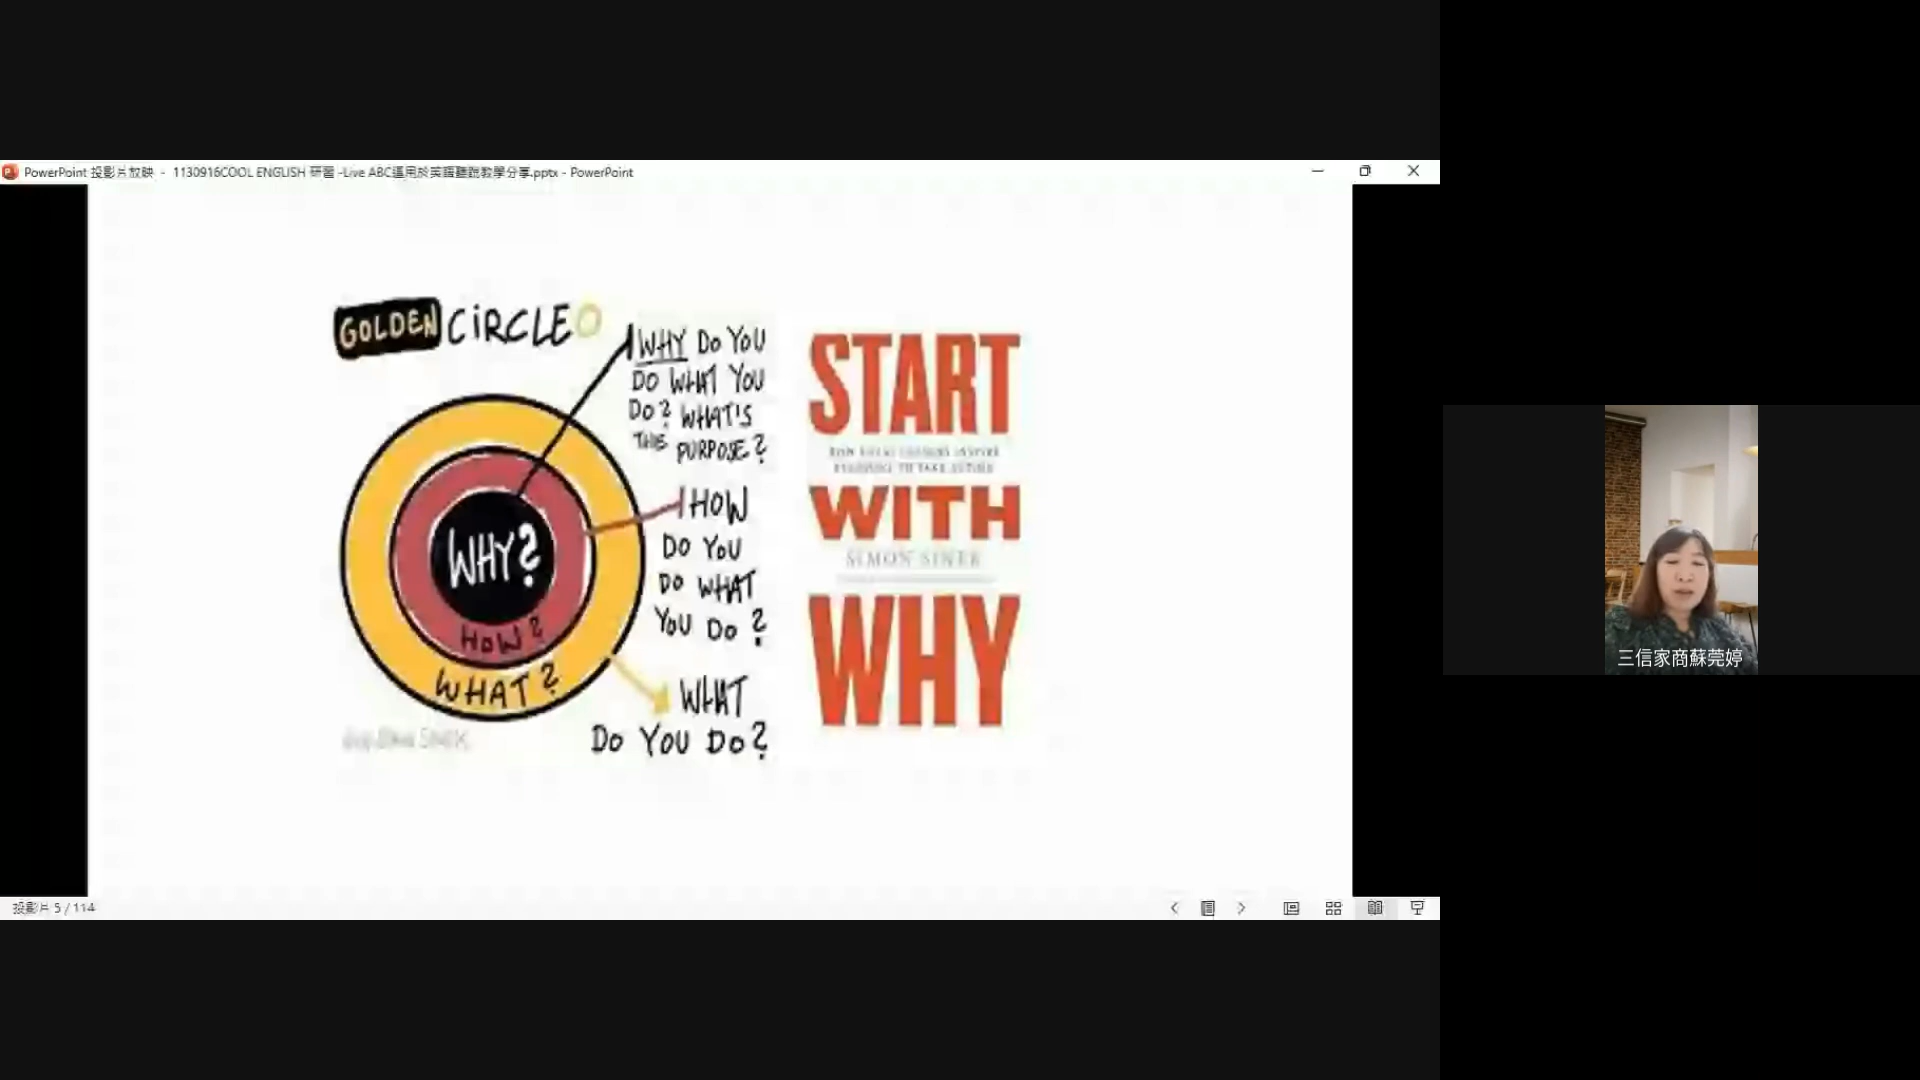 PowerPoint 投影片放映 - 1130916COOL ENGLISH 研習 -Live ABC運用於英語聽說教學分享.pptx - PowerPoint
GOLDEN CIRCLE
WHY DO YOU
DO WHAT YOU
DO? WHAT'S
THE PURPOSE?
HOW
DO YOU
DO WHAT
YOU DO?
WHAT
DO YOU DO?
WHY?
HOW?
WHAT?
START
WITH
SIMON SINEK
WHY
三信家商蘇莞婷
投影片 5 / 114